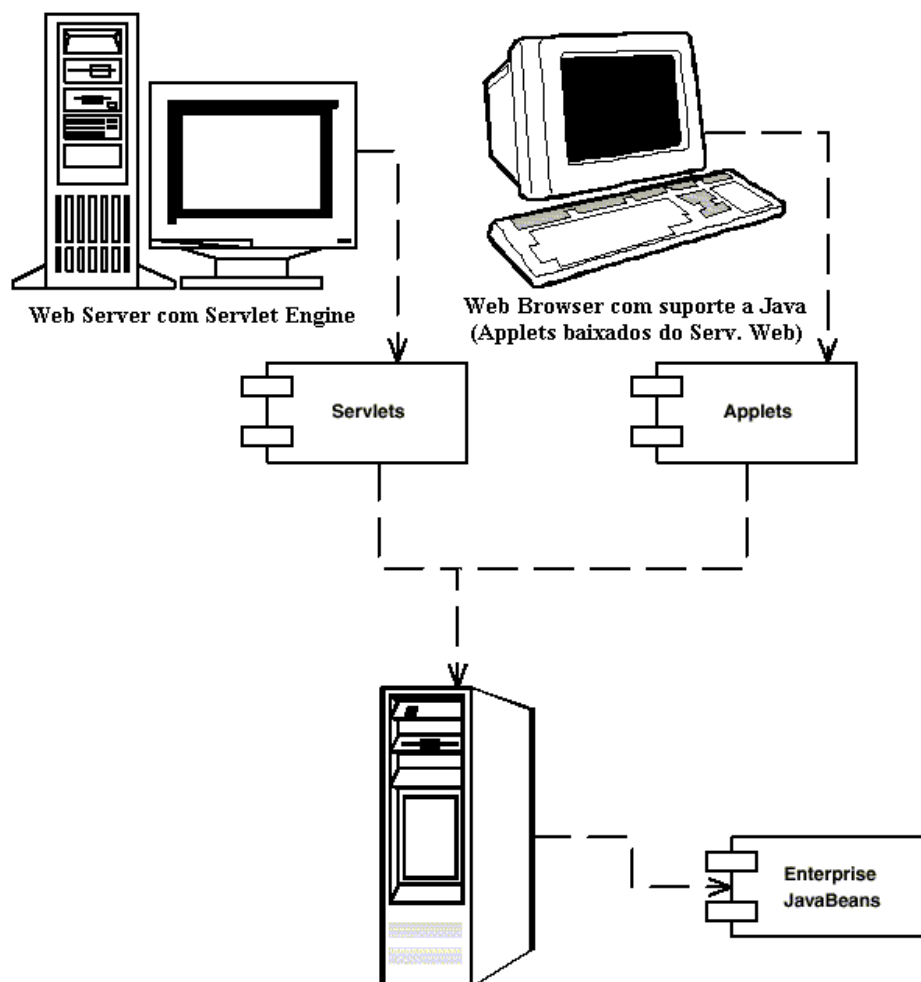 Web Server com Servlet Engine
Web Browser com suporte a Java
(Applets baixados do Serv. Web)
Servlets
Applets
Enterprise
JavaBeans